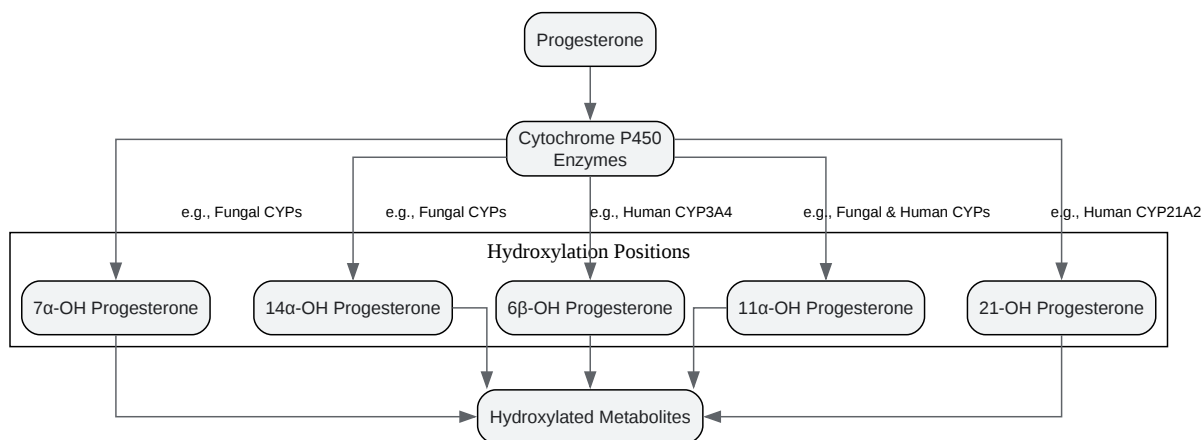 Progesterone
Cytochrome P450
Enzymes
e.g., Fungal CYPs
e.g., Fungal CYPs
e.g., Human CYP3A4
e.g., Fungal & Human CYPs
e.g., Human CYP21A2
Hydroxylation Positions
7α-OH Progesterone
14α-OH Progesterone
6β-OH Progesterone
11α-OH Progesterone
21-OH Progesterone
Hydroxylated Metabolites